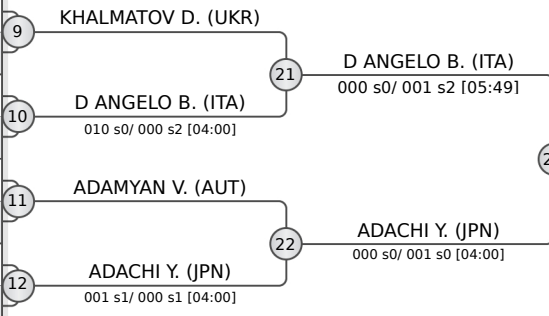 9
KHALMATOV D. (UKR)
21
D ANGELO B. (ITA)
000 s0/ 001 s2 [05:49]
10
D ANGELO B. (ITA)
010 s0/ 000 s2 [04:00]
11
ADAMYAN V. (AUT)
22
ADACHI Y. (JPN)
000 s0/ 001 s0 [04:00]
12
ADACHI Y. (JPN)
001 s1/ 000 s1 [04:00]